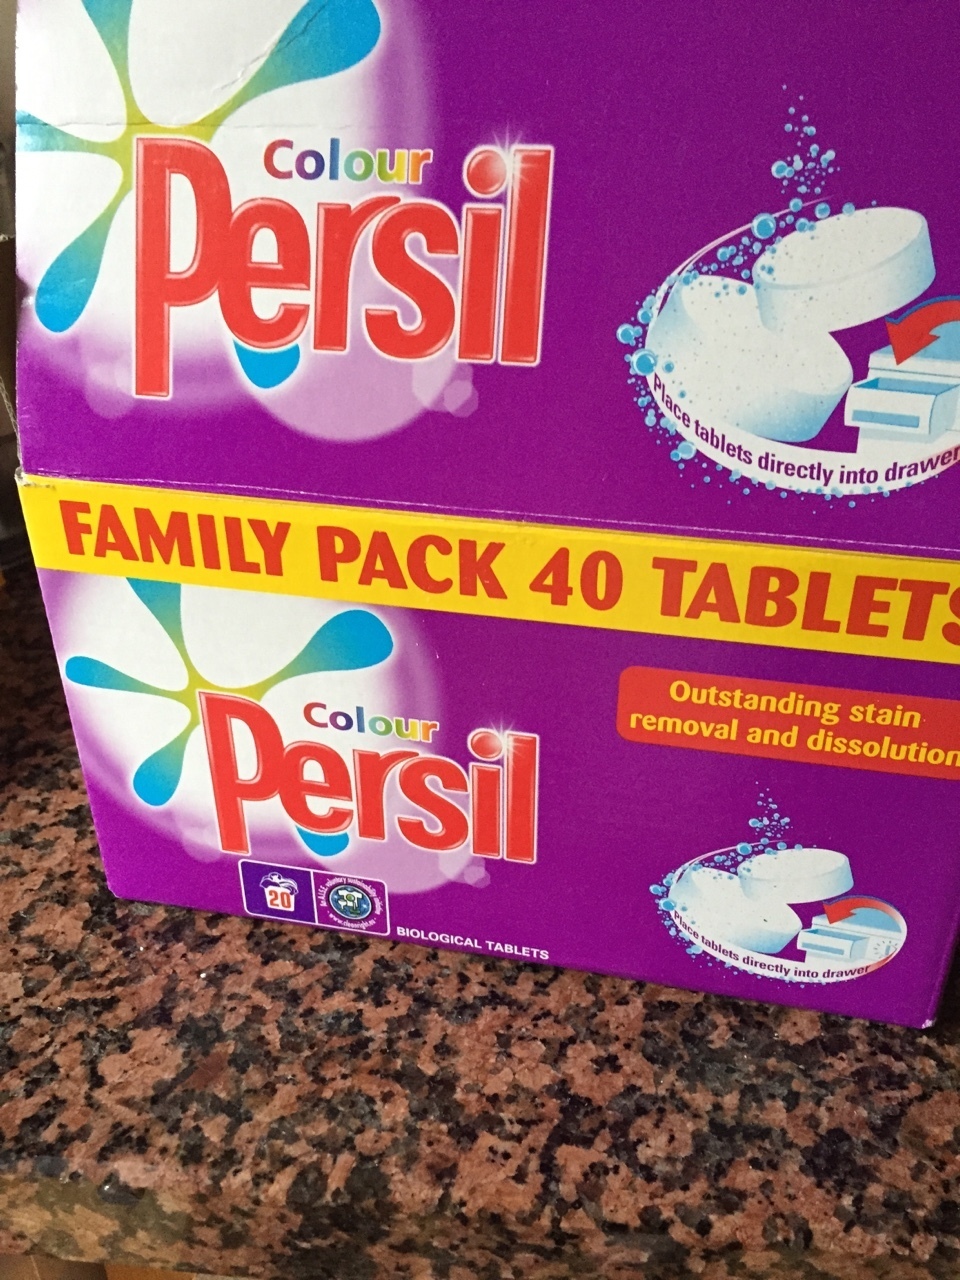 Colour
Persil
Place tablets directly into drawer
FAMILY PACK 40 TABLETS
Colour
Persil
Outstanding stain
removal and dissolution
20
BIOLOGICAL TABLETS
Place tablets directly into drawer